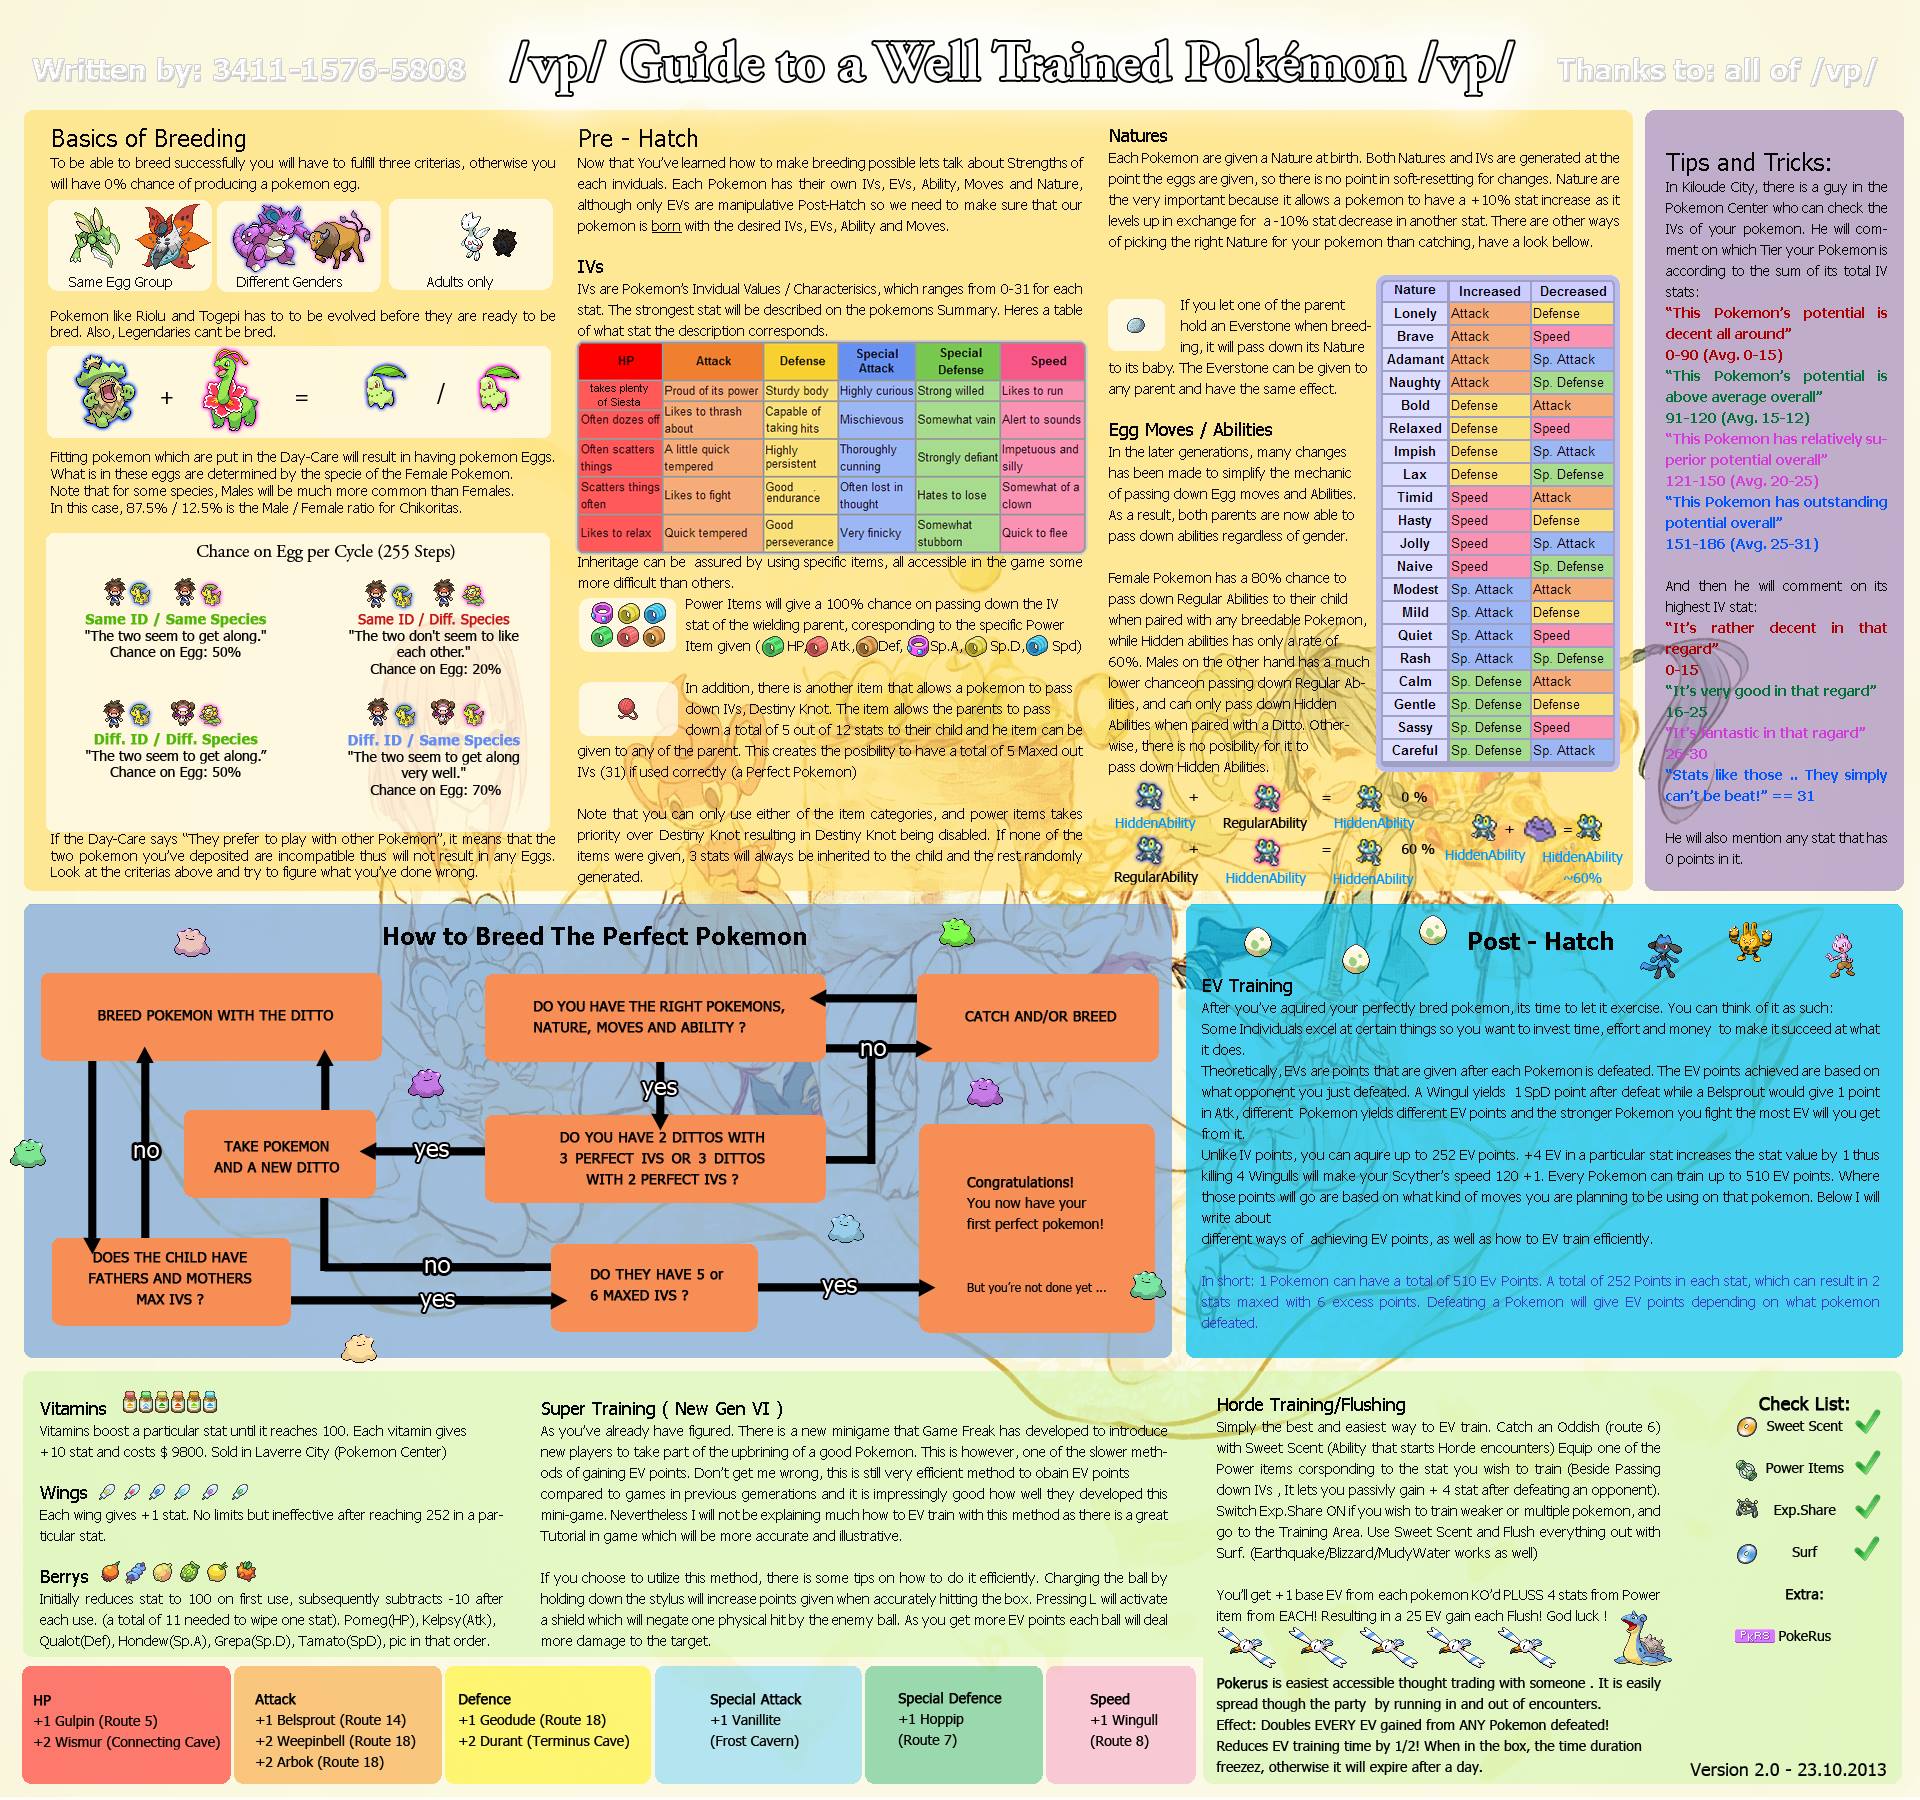 Written by: 3411-1576-5808
/vp/ Guide to a Well Trained Pokémon /vp/
Thanks to: all of /vp/
Basics of Breeding
To be able to breed successfully you will have to fulfill three criterias, otherwise you
will have 0% chance of producing a pokemon egg.
Same Egg Group
Different Genders
Adults only
Pokemon like Riolu and Togepi has to to be evolved before they are ready to be
bred. Also, Legendaries cant be bred.
+ = /
Fitting pokemon which are put in the Day-Care will result in having pokemon Eggs.
What is in these eggs are determined by the specie of the Female Pokemon.
Note that for some species, Males will be much more common than Females.
In this case, 87.5% / 12.5% is the Male / Female ratio for Chikoritas.
Chance on Egg per Cycle (255 Steps)
Same ID / Same Species
"The two seem to get along."
Chance on Egg: 50%
Same ID / Diff. Species
"The two don't seem to like
each other."
Chance on Egg: 20%
Diff. ID / Diff. Species
"The two seem to get along."
Chance on Egg: 50%
Diff. ID / Same Species
"The two seem to get along
very well."
Chance on Egg: 70%
If the Day-Care says "They prefer to play with other Pokemon", it means that the
two pokemon you've deposited are incompatible thus will not result in any Eggs.
Look at the criterias above and try to figure what you've done wrong.
Pre - Hatch
Now that You've learned how to make breeding possible lets talk about Strengths of
each inviduals. Each Pokemon has their own IVs, EVs, Ability, Moves and Nature,
although only EVs are manipulative Post-Hatch so we need to make sure that our
pokemon is born with the desired IVs, EVs, Ability and Moves.
IVs
IVs are Pokemon's Invidual Values / Characterisics, which ranges from 0-31 for each
stat. The strongest stat will be described on the pokemons Summary. Heres a table
of what stat the description corresponds.
HP Attack Defense Special Attack Special Defense Speed
takes plenty of Siesta Proud of its power Sturdy body Highly curious Strong willed Likes to run
Often dozes off Likes to thrash about Capable of taking hits Mischievous Somewhat vain Alert to sounds
Often scatters things A little quick tempered Highly persistent Thoroughly cunning Strongly defiant Impetuous and silly
Scatters things often Likes to fight Good endurance Often lost in thought Hates to lose Somewhat of a clown
Likes to relax Quick tempered Good perseverance Very finicky Somewhat stubborn Quick to flee
Inheritage can be assured by using specific items, all accessible in the game some
more difficult than others.
Power Items will give a 100% chance on passing down the IV
stat of the wielding parent, coresponding to the specific Power
Item given ( HP, Atk, Def, Sp.A, Sp.D, Spd)
In addition, there is another item that allows a pokemon to pass
down IVs, Destiny Knot. The item allows the parents to pass
down a total of 5 out of 12 stats to their child and he item can be
given to any of the parent. This creates the posibility to have a total of 5 Maxed out
IVs (31) if used correctly (a Perfect Pokemon)
Note that you can only use either of the item categories, and power items takes
priority over Destiny Knot resulting in Destiny Knot being disabled. If none of the
items were given, 3 stats will always be inherited to the child and the rest randomly
generated.
Natures
Each Pokemon are given a Nature at birth. Both Natures and IVs are generated at the
point the eggs are given, so there is no point in soft-resetting for changes. Nature are
the very important because it allows a pokemon to have a +10% stat increase as it
levels up in exchange for a -10% stat decrease in another stat. There are other ways
of picking the right Nature for your pokemon than catching, have a look bellow.
If you let one of the parent
hold an Everstone when breed-
ing, it will pass down its Nature
to its baby. The Everstone can be given to
any parent and have the same effect.
Egg Moves / Abilities
In the later generations, many changes
has been made to simplify the mechanic
of passing down Egg moves and Abilities.
As a result, both parents are now able to
pass down abilities regardless of gender.
Female Pokemon has a 80% chance to
pass down Regular Abilities to their child
when paired with any breedable Pokemon,
while Hidden abilities has only a rate of
60%. Males on the other hand has a much
lower chanceon passing down Regular Ab-
ilities, and can only pass down Hidden
Abilities when paired with a Ditto. Other-
wise, there is no posibility for it to
pass down Hidden Abilities.
Nature Increased Decreased
Lonely Attack Defense
Brave Attack Speed
Adamant Attack Sp. Attack
Naughty Attack Sp. Defense
Bold Defense Attack
Relaxed Defense Speed
Impish Defense Sp. Attack
Lax Defense Sp. Defense
Timid Speed Attack
Hasty Speed Defense
Jolly Speed Sp. Attack
Naive Speed Sp. Defense
Modest Sp. Attack Attack
Mild Sp. Attack Defense
Quiet Sp. Attack Speed
Rash Sp. Attack Sp. Defense
Calm Sp. Defense Attack
Gentle Sp. Defense Defense
Sassy Sp. Defense Speed
Careful Sp. Defense Sp. Attack
+ = 0 %
HiddenAbility RegularAbility HiddenAbility
+ = 60 %
RegularAbility HiddenAbility HiddenAbility
+ =
HiddenAbility HiddenAbility
~60%
Tips and Tricks:
In Kiloude City, there is a guy in the
Pokemon Center who can check the
IVs of your pokemon. He will com-
ment on which Tier your Pokemon is
according to the sum of its total IV
stats:
"This Pokemon's potential is
decent all around"
0-90 (Avg. 0-15)
"This Pokemon's potential is
above average overall"
91-120 (Avg. 15-12)
"This Pokemon has relatively su-
perior potential overall"
121-150 (Avg. 20-25)
"This Pokemon has outstanding
potential overall"
151-186 (Avg. 25-31)
And then he will comment on its
highest IV stat:
"It's rather decent in that
regard"
0-15
"It's very good in that regard"
16-25
"It's fantastic in that ragard"
26-30
"Stats like those .. They simply
can't be beat!" == 31
He will also mention any stat that has
0 points in it.
How to Breed The Perfect Pokemon
BREED POKEMON WITH THE DITTO
DO YOU HAVE THE RIGHT POKEMONS,
NATURE, MOVES AND ABILITY ?
CATCH AND/OR BREED
no
yes
TAKE POKEMON
AND A NEW DITTO
no
yes
DO YOU HAVE 2 DITTOS WITH
3 PERFECT IVS OR 3 DITTOS
WITH 2 PERFECT IVS ?
Congratulations!
You now have your
first perfect pokemon!
But you're not done yet ...
DOES THE CHILD HAVE
FATHERS AND MOTHERS
MAX IVS ?
no
yes
DO THEY HAVE 5 or
6 MAXED IVS ?
yes
Post - Hatch
EV Training
After you've aquired your perfectly bred pokemon, its time to let it exercise. You can think of it as such:
Some Individuals excel at certain things so you want to invest time, effort and money to make it succeed at what
it does.
Theoretically, EVs are points that are given after each Pokemon is defeated. The EV points achieved are based on
what opponent you just defeated. A Wingul yields 1 SpD point after defeat while a Belsprout would give 1 point
in Atk, different Pokemon yields different EV points and the stronger Pokemon you fight the most EV will you get
from it.
Unlike IV points, you can aquire up to 252 EV points. +4 EV in a particular stat increases the stat value by 1 thus
killing 4 Wingulls will make your Scyther's speed 120 +1. Every Pokemon can train up to 510 EV points. Where
those points will go are based on what kind of moves you are planning to be using on that pokemon. Below I will
write about
different ways of achieving EV points, as well as how to EV train efficiently.
In short: 1 Pokemon can have a total of 510 Ev Points. A total of 252 Points in each stat, which can result in 2
stats maxed with 6 excess points. Defeating a Pokemon will give EV points depending on what pokemon
defeated.
Vitamins
Vitamins boost a particular stat until it reaches 100. Each vitamin gives
+10 stat and costs $ 9800. Sold in Laverre City (Pokemon Center)
Wings
Each wing gives +1 stat. No limits but ineffective after reaching 252 in a par-
ticular stat.
Berrys
Initially reduces stat to 100 on first use, subsequently subtracts -10 after
each use. (a total of 11 needed to wipe one stat). Pomeg(HP), Kelpsy(Atk),
Qualot(Def), Hondew(Sp.A), Grepa(Sp.D), Tamato(SpD), pic in that order.
Super Training ( New Gen VI )
As you've already have figured. There is a new minigame that Game Freak has developed to introduce
new players to take part of the upbrining of a good Pokemon. This is however, one of the slower meth-
ods of gaining EV points. Don't get me wrong, this is still very efficient method to obain EV points
compared to games in previous gemerations and it is impressingly good how well they developed this
mini-game. Nevertheless I will not be explaining much how to EV train with this method as there is a great
Tutorial in game which will be more accurate and illustrative.
If you choose to utilize this method, there is some tips on how to do it efficiently. Charging the ball by
holding down the stylus will increase points given when accurately hitting the box. Pressing L will activate
a shield which will negate one physical hit by the enemy ball. As you get more EV points each ball will deal
more damage to the target.
Horde Training/Flushing
Simply the best and easiest way to EV train. Catch an Oddish (route 6)
with Sweet Scent (Ability that starts Horde encounters) Equip one of the
Power items corsponding to the stat you wish to train (Beside Passing
down IVs , It lets you passivly gain + 4 stat after defeating an opponent).
Switch Exp.Share ON if you wish to train weaker or multiple pokemon, and
go to the Training Area. Use Sweet Scent and Flush everything out with
Surf. (Earthquake/Blizzard/MudyWater works as well)
You'll get +1 base EV from each pokemon KO'd PLUSS 4 stats from Power
item from EACH! Resulting in a 25 EV gain each Flush! God luck !
Pokerus is easiest accessible thought trading with someone . It is easily
spread though the party by running in and out of encounters.
Effect: Doubles EVERY EV gained from ANY Pokemon defeated!
Reduces EV training time by 1/2! When in the box, the time duration
freezez, otherwise it will expire after a day.
Check List:
Sweet Scent
Power Items
Exp.Share
Surf
Extra:
PKRS PokeRus
HP
+1 Gulpin (Route 5)
+2 Wismur (Connecting Cave)
Attack
+1 Belsprout (Route 14)
+2 Weepinbell (Route 18)
+2 Arbok (Route 18)
Defence
+1 Geodude (Route 18)
+2 Durant (Terminus Cave)
Special Attack
+1 Vanillite
(Frost Cavern)
Special Defence
+1 Hoppip
(Route 7)
Speed
+1 Wingull
(Route 8)
Version 2.0 - 23.10.2013